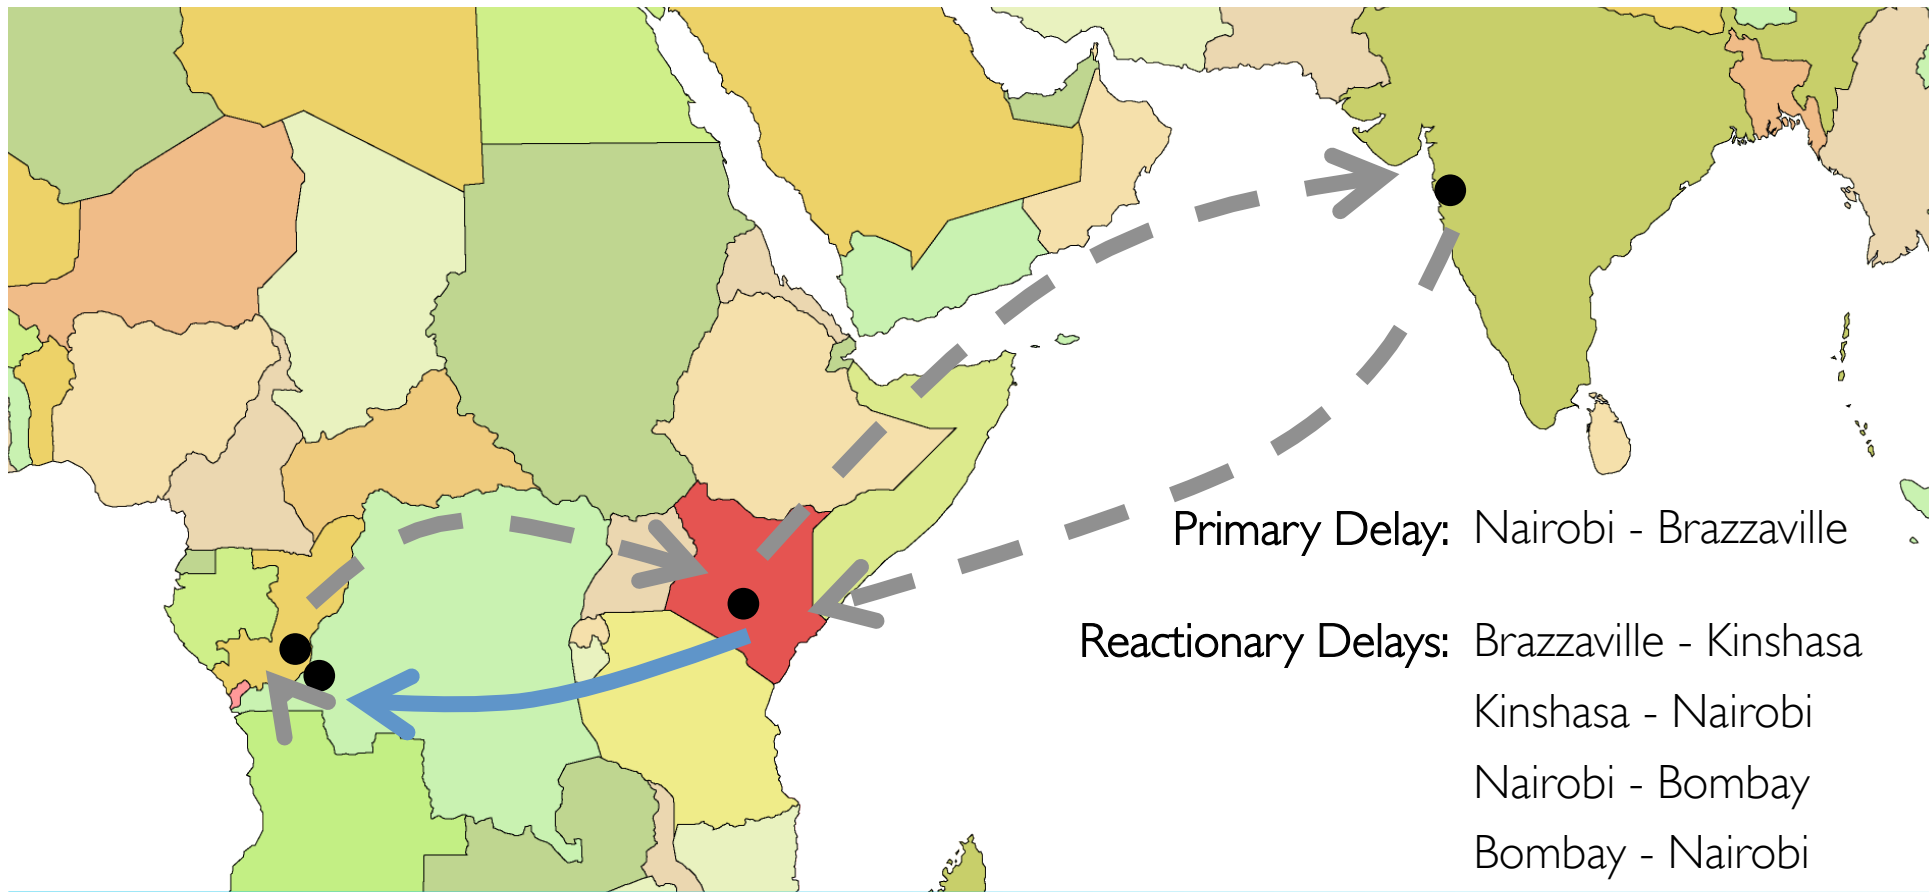 Primary Delay: Nairobi - Brazzaville
Reactionary Delays: Brazzaville - Kinshasa
Kinshasa - Nairobi
Nairobi - Bombay
Bombay - Nairobi